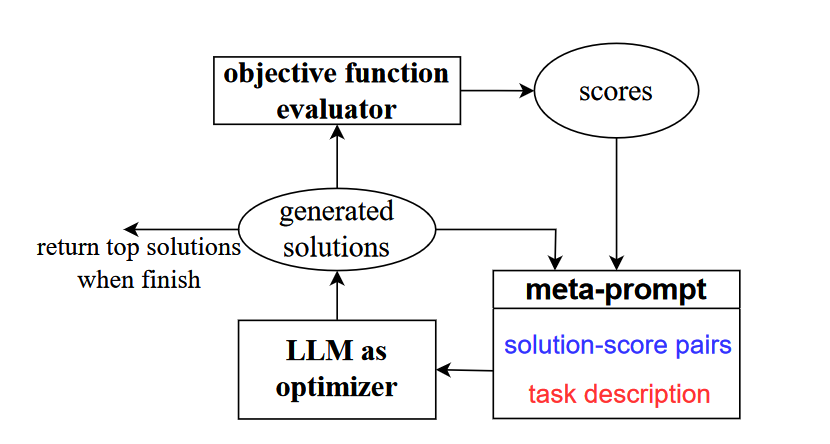 objective function
evaluator
scores
generated
solutions
return top solutions
when finish
meta-prompt
solution-score pairs
task description
LLM as
optimizer